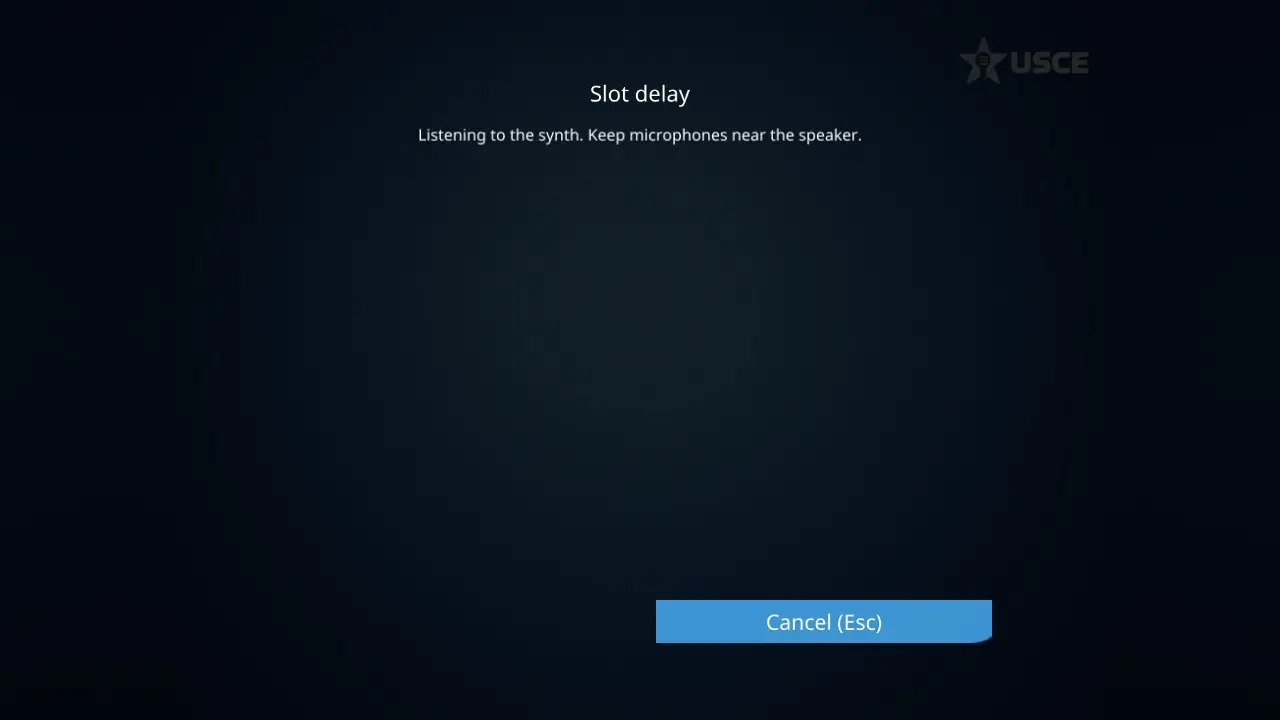 USCE
Slot delay
Listening to the synth. Keep microphones near the speaker.
Cancel (Esc)